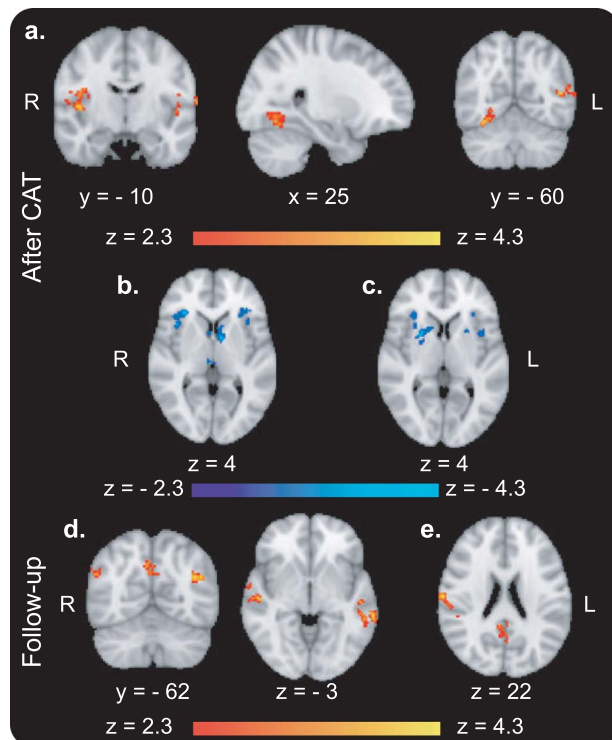 a.
R
L
y = - 10
x = 25
y = - 60
After CAT
z = 2.3
z = 4.3
b.
c.
R
L
z = 4
z = 4
z = - 2.3
z = - 4.3
d.
e.
R
L
Follow-up
y = - 62
z = - 3
z = 22
z = 2.3
z = 4.3